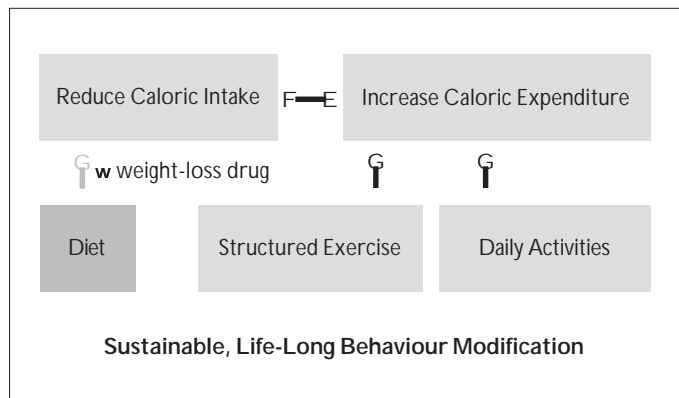 Reduce Caloric Intake F E Increase Caloric Expenditure
G w weight-loss drug G G
Diet Structured Exercise Daily Activities
Sustainable, Life-Long Behaviour Modification